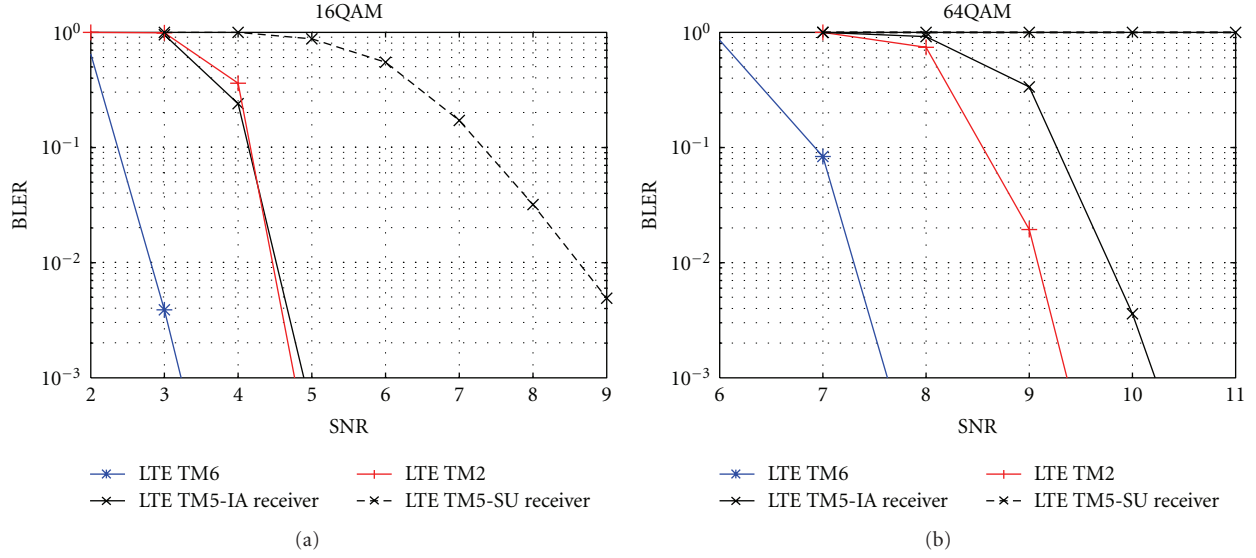 16QAM
10^0
10^-1
10^-2
10^-3
BLER
2 3 4 5 6 7 8 9
SNR
LTE TM6
LTE TM2
LTE TM5-IA receiver
LTE TM5-SU receiver
(a)
64QAM
10^0
10^-1
10^-2
10^-3
BLER
6 7 8 9 10 11
SNR
LTE TM6
LTE TM2
LTE TM5-IA receiver
LTE TM5-SU receiver
(b)